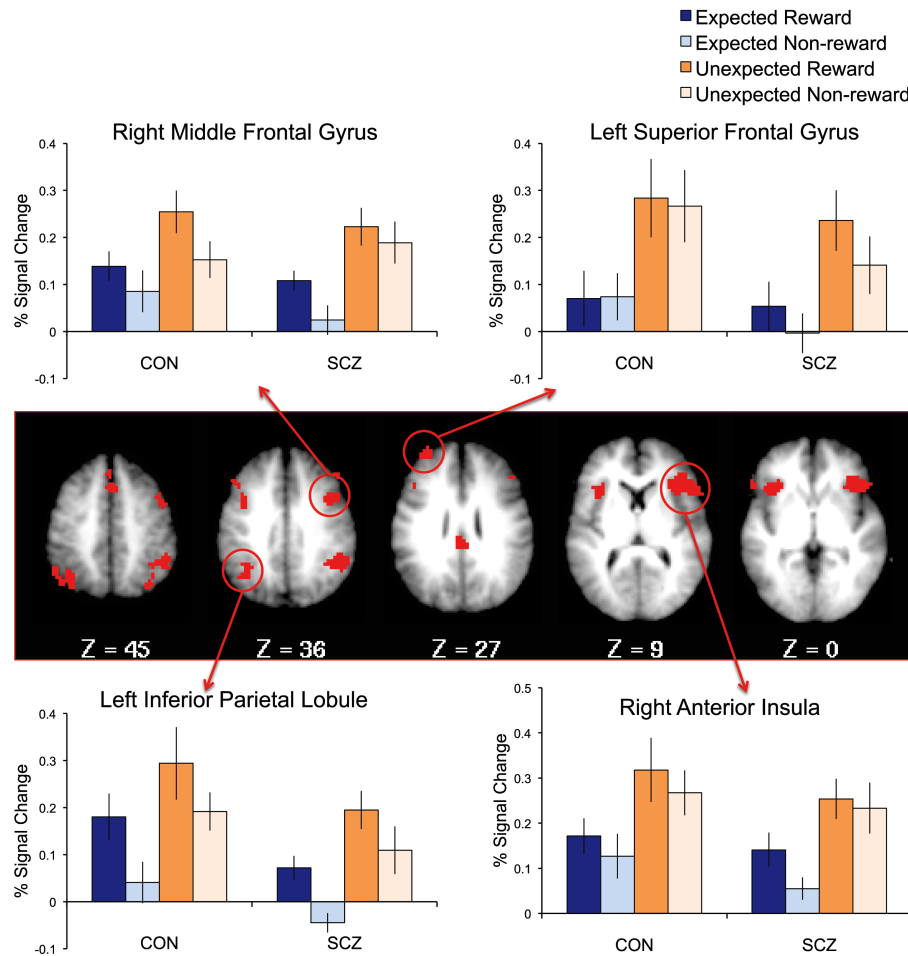 Expected Reward
Expected Non-reward
Unexpected Reward
Unexpected Non-reward
Right Middle Frontal Gyrus
% Signal Change
0.4
0.3
0.2
0.1
0
-0.1
CON
SCZ
Left Superior Frontal Gyrus
% Signal Change
0.4
0.3
0.2
0.1
0
-0.1
CON
SCZ
Z = 45
Z = 36
Z = 27
Z = 9
Z = 0
Left Inferior Parietal Lobule
% Signal Change
0.4
0.3
0.2
0.1
0
-0.1
CON
SCZ
Right Anterior Insula
% Signal Change
0.5
0.4
0.3
0.2
0.1
0
CON
SCZ